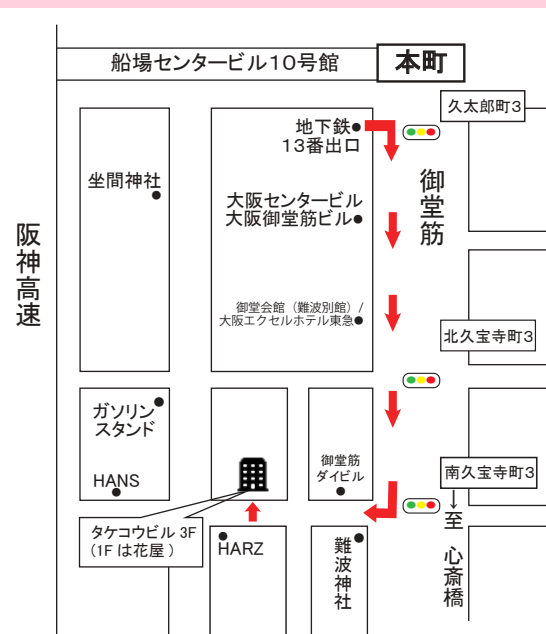 船場センタービル10号館
本町
久太郎町3
地下鉄
13番出口
坐間神社
大阪センタービル
大阪御堂筋ビル
御堂筋
阪神高速
御堂会館（難波別館）/
大阪エクセルホテル東急
北久宝寺町3
ガソリン
スタンド
HANS
御堂筋
ダイビル
南久宝寺町3
↓
至 心斎橋
タケコウビル 3F
(1F は花屋 )
HARZ
難波神社